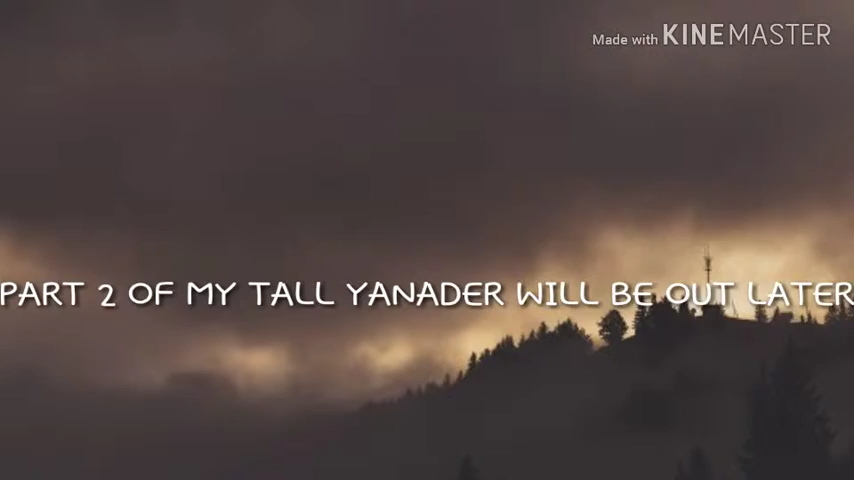 Made with KINEMASTER
PART 2 OF MY TALL YANADER WILL BE OUT LATER